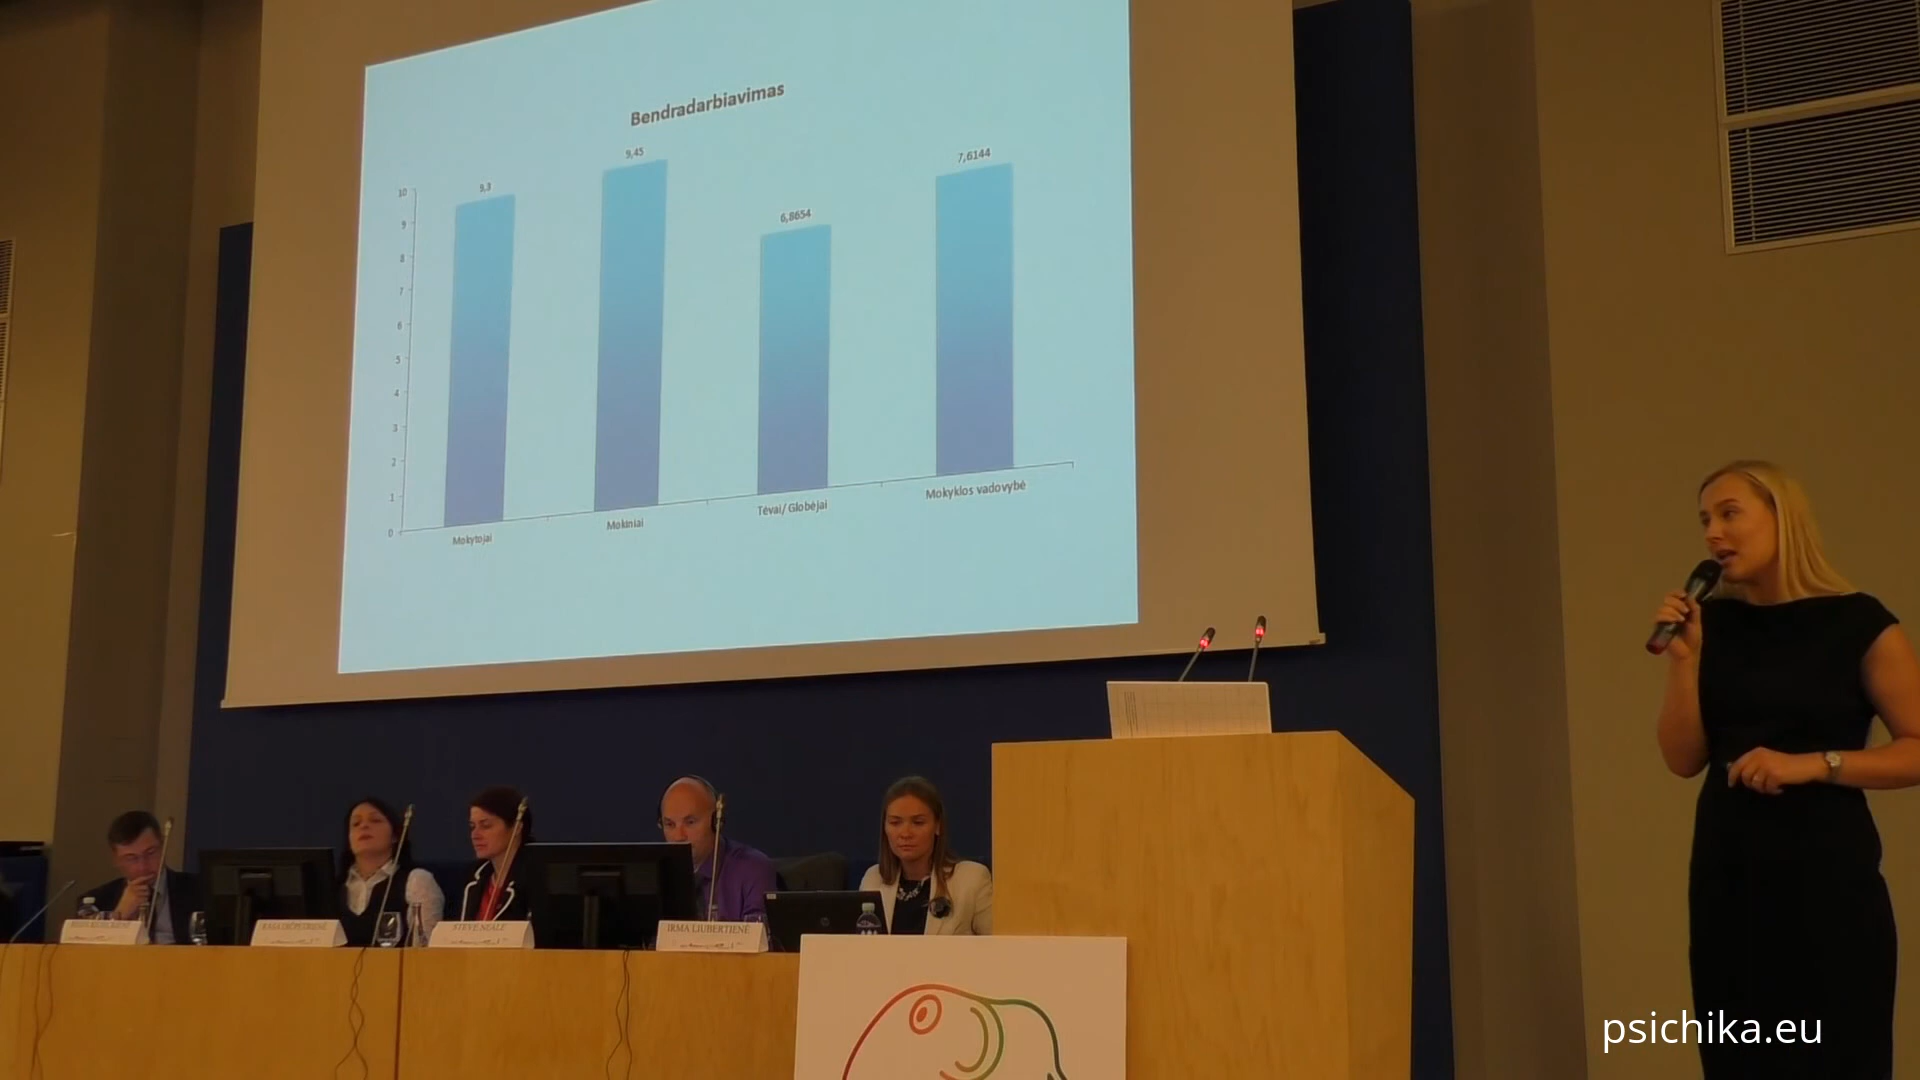 Bendradarbiavimas
9,3
9,45
6,8654
7,6144
10
9
8
7
6
5
4
3
2
1
0
Mokytojai
Mokiniai
Tėvai/ Globėjai
Mokyklos vadovybė
STEVE NEALE
IRMA LIUBERTIENĖ
psichika.eu